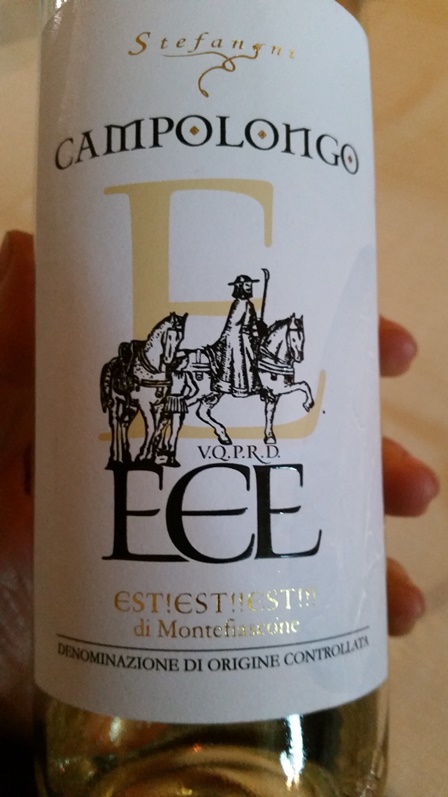 Stefanoni
CAMPOLONGO
E
V.Q.P.R.D.
ECE
EST!EST!!EST!!!
di Montefiascone
DENOMINAZIONE DI ORIGINE CONTROLLATA